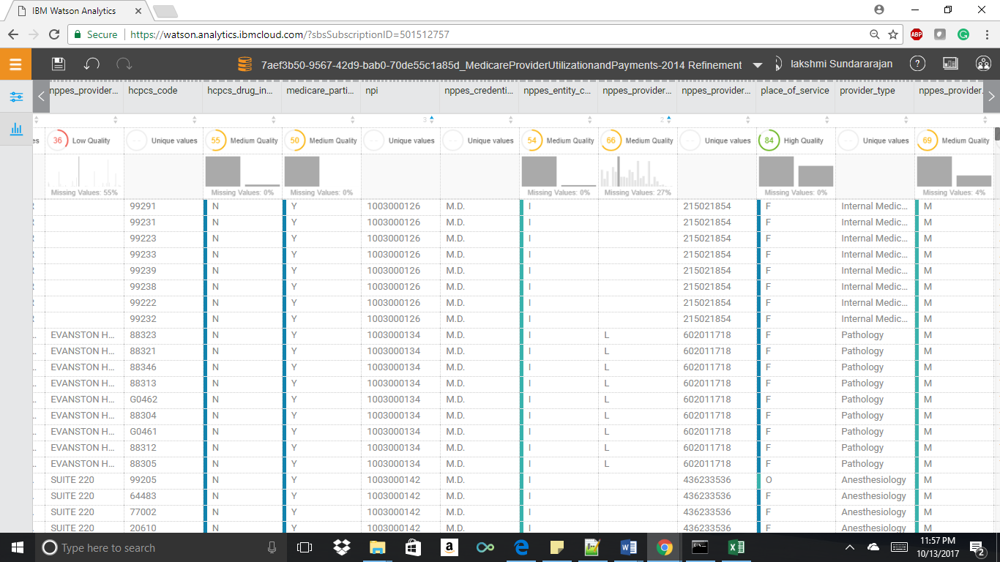 IBM Watson Analytics
Secure https://watson.analytics.ibmcloud.com/?sbsSubscriptionID=501512757
ABP
7aef3b50-9567-42d9-bab0-70de55c1a85d_MedicareProviderUtilizationandPayments-2014 Refinement lakshmi Sundararajan ?
nppes_provider... hcpcs_code hcpcs_drug_in... medicare_parti... npi nppes_credenti... nppes_entity_c... nppes_provider... nppes_provider... place_of_service provider_type nppes_provider
3 2
es 36 Low Quality -- Unique values 55 Medium Quality 50 Medium Quality -- Unique values -- Unique values 54 Medium Quality 66 Medium Quality -- Unique values 84 High Quality -- Unique values 69 Medium Quality
Missing Values: 55% Missing Values: 0% Missing Values: 0% Missing Values: 0% Missing Values: 27% Missing Values: 0% Missing Values: 4%
99291 N Y 1003000126 M.D. I 215021854 F Internal Medic... M
99231 N Y 1003000126 M.D. I 215021854 F Internal Medic... M
99223 N Y 1003000126 M.D. I 215021854 F Internal Medic... M
99233 N Y 1003000126 M.D. I 215021854 F Internal Medic... M
99239 N Y 1003000126 M.D. I 215021854 F Internal Medic... M
99238 N Y 1003000126 M.D. I 215021854 F Internal Medic... M
99222 N Y 1003000126 M.D. I 215021854 F Internal Medic... M
99232 N Y 1003000126 M.D. I 215021854 F Internal Medic... M
EVANSTON H... 88323 N Y 1003000134 M.D. I L 602011718 F Pathology M
EVANSTON H... 88321 N Y 1003000134 M.D. I L 602011718 F Pathology M
EVANSTON H... 88346 N Y 1003000134 M.D. I L 602011718 F Pathology M
EVANSTON H... 88313 N Y 1003000134 M.D. I L 602011718 F Pathology M
EVANSTON H... G0462 N Y 1003000134 M.D. I L 602011718 F Pathology M
EVANSTON H... 88304 N Y 1003000134 M.D. I L 602011718 F Pathology M
EVANSTON H... G0461 N Y 1003000134 M.D. I L 602011718 F Pathology M
EVANSTON H... 88312 N Y 1003000134 M.D. I L 602011718 F Pathology M
EVANSTON H... 88305 N Y 1003000134 M.D. I L 602011718 F Pathology M
SUITE 220 99205 N Y 1003000142 M.D. I 436233536 O Anesthesiology M
SUITE 220 64483 N Y 1003000142 M.D. I 436233536 F Anesthesiology M
SUITE 220 77002 N Y 1003000142 M.D. I 436233536 F Anesthesiology M
SUITE 220 20610 N Y 1003000142 M.D. I 436233536 F Anesthesiology M
Type here to search
11:57 PM
10/13/2017
2